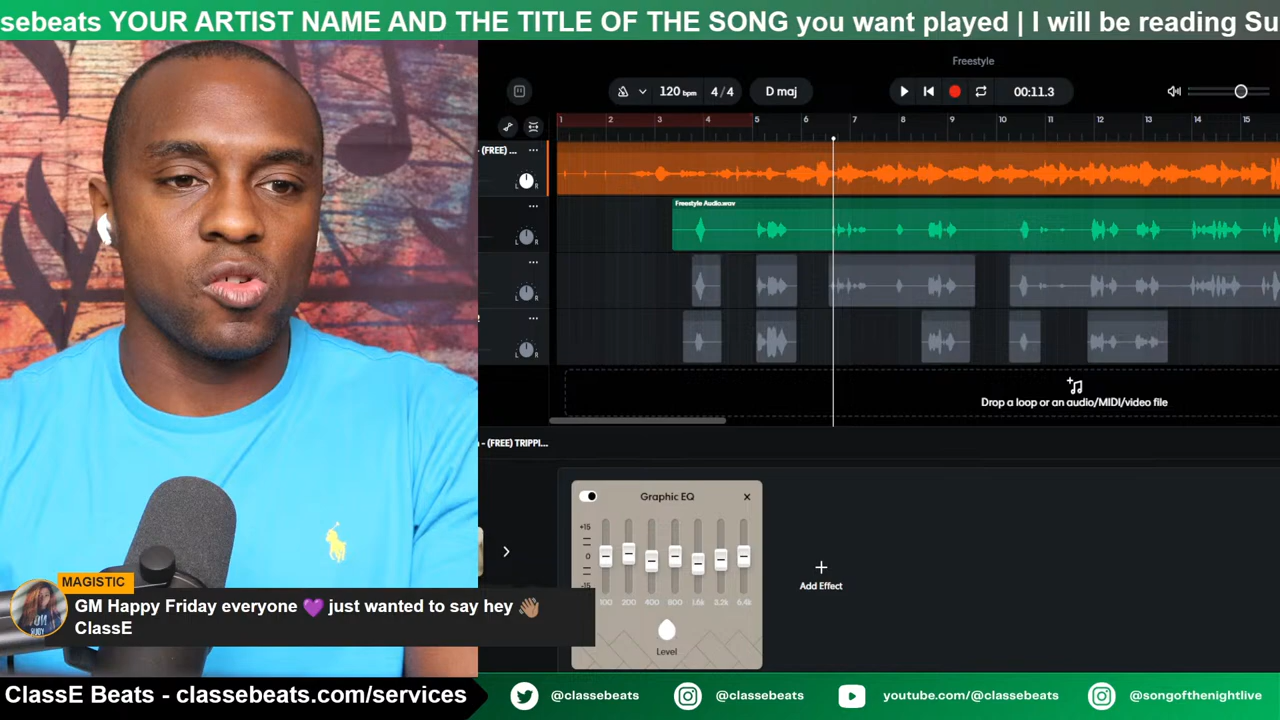 sebeats YOUR ARTIST NAME AND THE TITLE OF THE SONG you want played | I will be reading Su
Freestyle
120 bpm 4/4 D maj 00:11.3
1 2 3 4 5 6 7 8 9 10 11 12 13 14 15
- (FREE) ...
L R
Freestyle Audio.wav
L R
L R
L R
Drop a loop or an audio/MIDI/video file
- (FREE) TRIPPI...
Graphic EQ
+15
0
-15
100 200 400 800 1.6k 3.2k 6.4k
Level
Add Effect
MAGISTIC
GM Happy Friday everyone 💜 just wanted to say hey 👋🏽
ClassE
ClassE Beats - classebeats.com/services
@classebeats @classebeats youtube.com/@classebeats @songofthenightlive